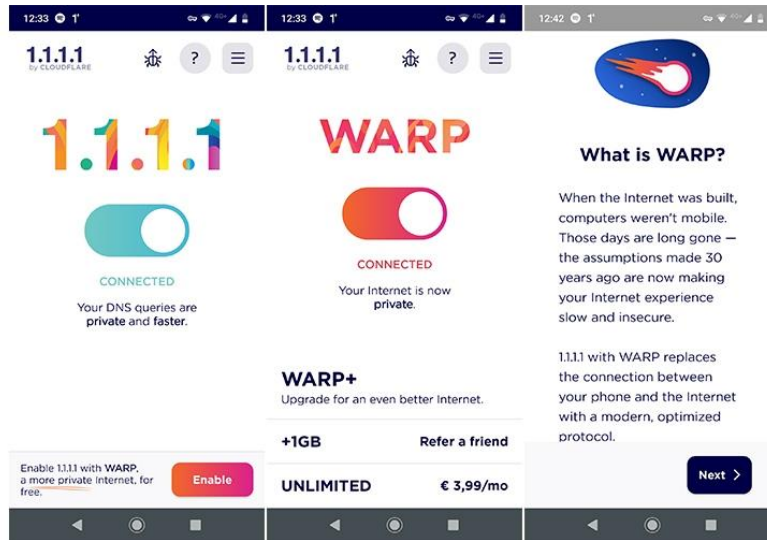 12:33 1' 4G+
1.1.1.1
by CLOUDFLARE
?
1.1.1.1
CONNECTED
Your DNS queries are
private and faster.
Enable 1.1.1.1 with WARP,
a more private Internet, for
free.
Enable
12:33 1' 4G+
1.1.1.1
by CLOUDFLARE
?
WARP
CONNECTED
Your Internet is now
private.
WARP+
Upgrade for an even better Internet.
+1GB Refer a friend
UNLIMITED € 3,99/mo
12:42 1' 4G+
What is WARP?
When the Internet was built,
computers weren't mobile.
Those days are long gone —
the assumptions made 30
years ago are now making
your Internet experience
slow and insecure.
1.1.1.1 with WARP replaces
the connection between
your phone and the Internet
with a modern, optimized
protocol.
Next >